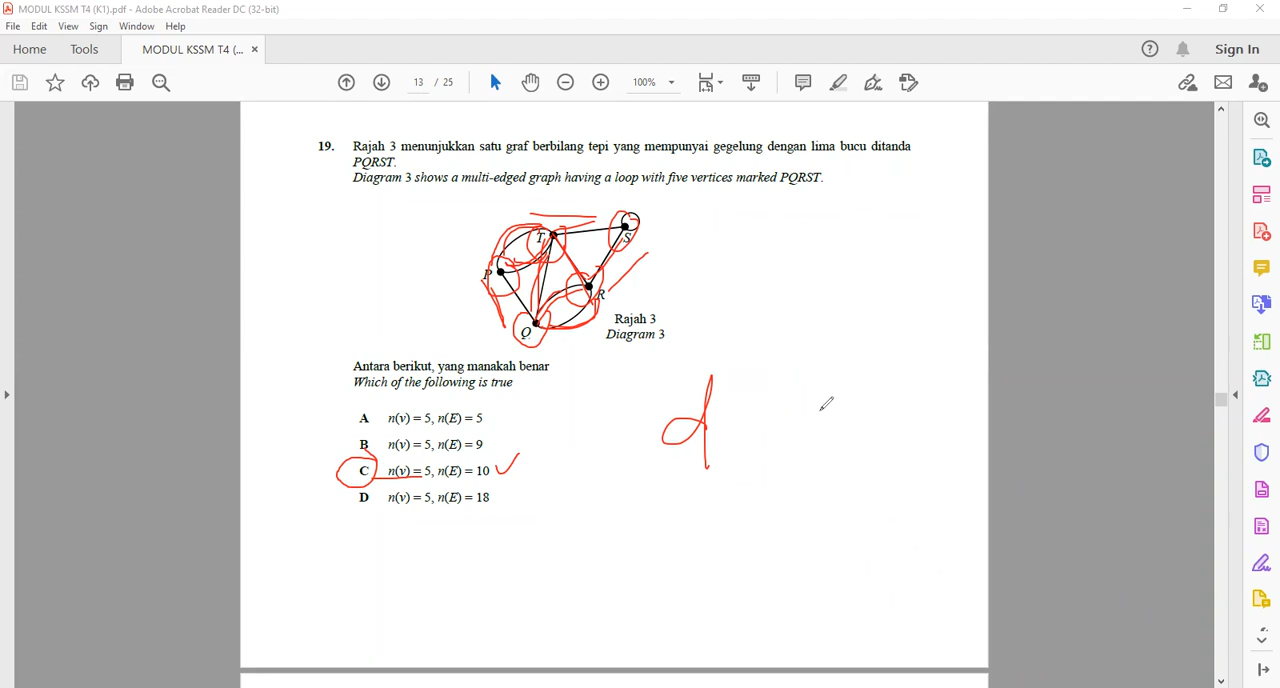 MODUL KSSM T4 (K1).pdf - Adobe Acrobat Reader DC (32-bit)
File Edit View Sign Window Help
Home Tools MODUL KSSM T4 (... × Sign In
13 / 25 100%
19. Rajah 3 menunjukkan satu graf berbilang tepi yang mempunyai gegelung dengan lima bucu ditanda
PQRST.
Diagram 3 shows a multi-edged graph having a loop with five vertices marked PQRST.
T
S
P
R
Q
Rajah 3
Diagram 3
Antara berikut, yang manakah benar
Which of the following is true
A n(v) = 5, n(E) = 5
B n(v) = 5, n(E) = 9
C n(v) = 5, n(E) = 10
D n(v) = 5, n(E) = 18
d